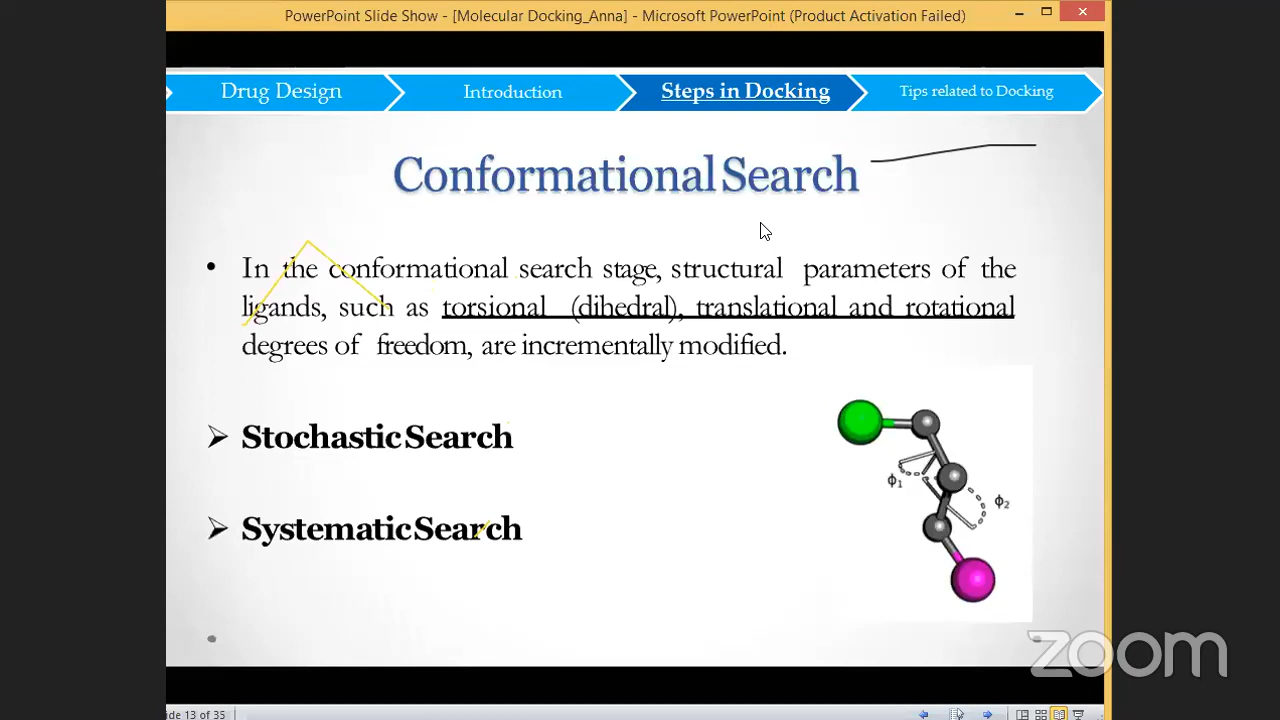 PowerPoint Slide Show - [Molecular Docking_Anna] - Microsoft PowerPoint (Product Activation Failed)
Drug Design
Introduction
Steps in Docking
Tips related to Docking
Conformational Search
• In the conformational search stage, structural parameters of the
ligands, such as torsional (dihedral), translational and rotational
degrees of freedom, are incrementally modified.
➢ Stochastic Search
➢ Systematic Search
ϕ1
ϕ2
zoom
ide 13 of 35